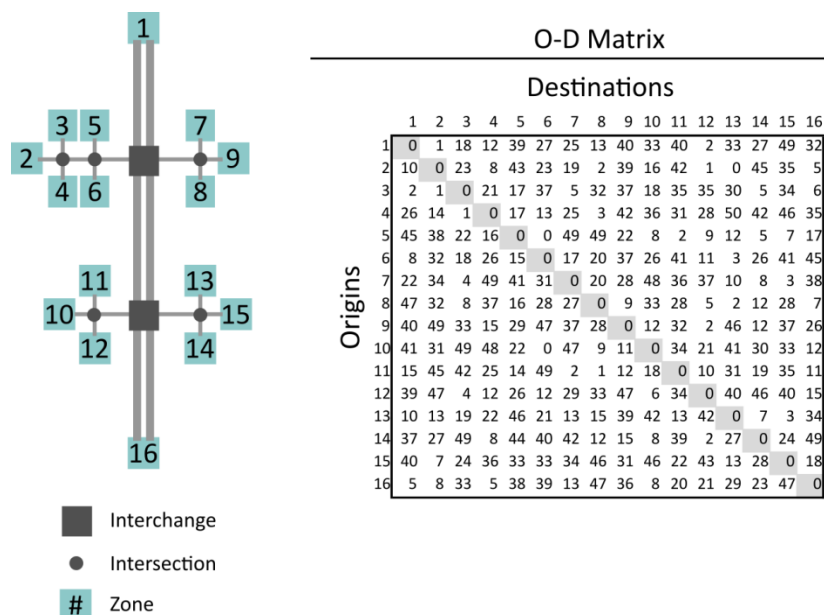 1
3 5 7
2 9
4 6 8
11 13
10 15
12 14
16
Interchange
Intersection
# Zone
O-D Matrix
Destinations
Origins
1 2 3 4 5 6 7 8 9 10 11 12 13 14 15 16
1 0 1 18 12 39 27 25 13 40 33 40 2 33 27 49 32
2 10 0 23 8 43 23 19 2 39 16 42 1 0 45 35 5
3 2 1 0 21 17 37 5 32 37 18 35 35 30 5 34 6
4 26 14 1 0 17 13 25 3 42 36 31 28 50 42 46 35
5 45 38 22 16 0 0 49 49 22 8 2 9 12 5 7 17
6 8 32 18 26 15 0 17 20 37 26 41 11 3 26 41 45
7 22 34 4 49 41 31 0 20 28 48 36 37 10 8 3 38
8 47 32 8 37 16 28 27 0 9 33 28 5 2 12 28 7
9 40 49 33 15 29 47 37 28 0 12 32 2 46 12 37 26
10 41 31 49 48 22 0 47 9 11 0 34 21 41 30 33 12
11 15 45 42 25 14 49 2 1 12 18 0 10 31 19 35 11
12 39 47 4 12 26 12 29 33 47 6 34 0 40 46 40 15
13 10 13 19 22 46 21 13 15 39 42 13 42 0 7 3 34
14 37 27 49 8 44 40 42 12 15 8 39 2 27 0 24 49
15 40 7 24 36 33 33 34 46 31 46 22 43 13 28 0 18
16 5 8 33 5 38 39 13 47 36 8 20 21 29 23 47 0